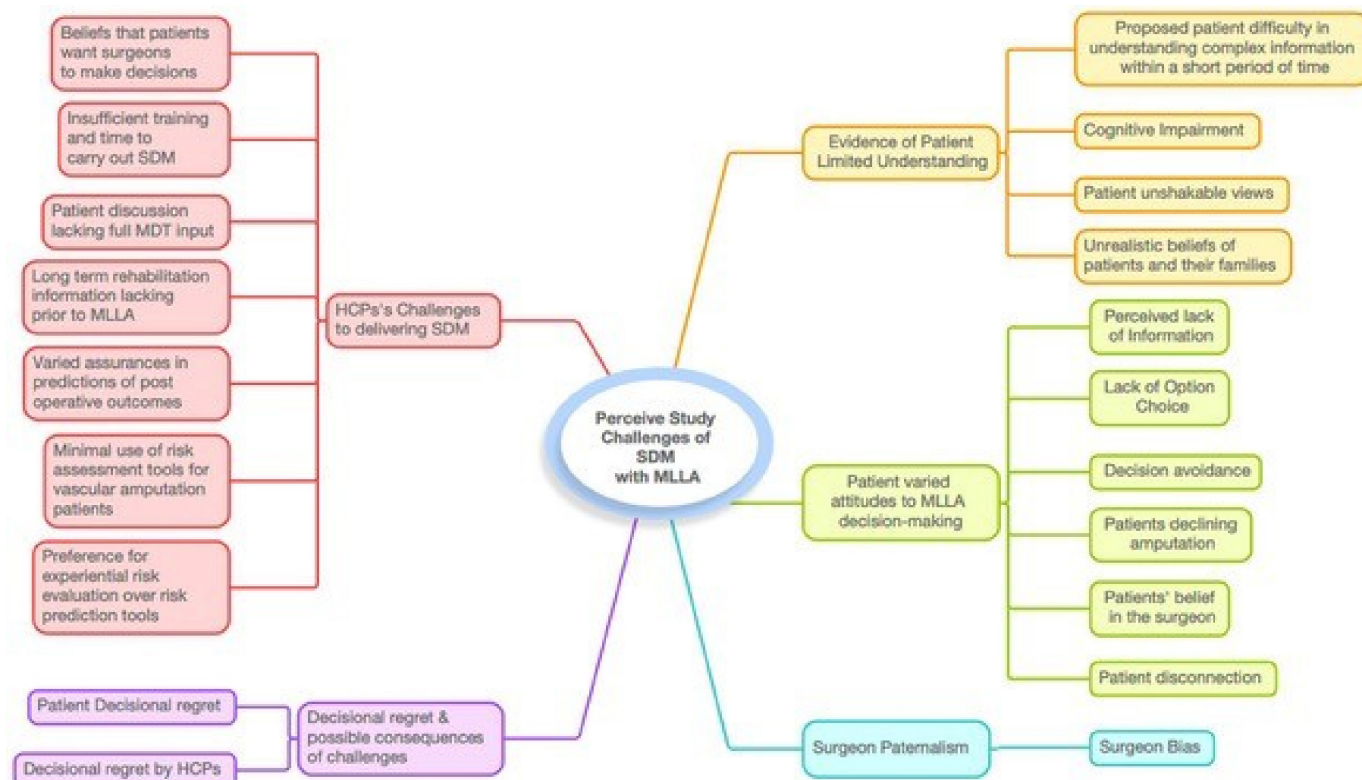 Beliefs that patients
want surgeons
to make decisions
Insufficient training
and time to
carry out SDM
Patient discussion
lacking full MDT input
Long term rehabilitation
information lacking
prior to MLLA
Varied assurances in
predictions of post
operative outcomes
Minimal use of risk
assessment tools for
vascular amputation
patients
Preference for
experiential risk
evaluation over risk
prediction tools
HCPs's Challenges
to delivering SDM
Patient Decisional regret
Decisional regret by HCPs
Decisional regret &
possible consequences
of challenges
Perceive Study
Challenges of
SDM
with MLLA
Evidence of Patient
Limited Understanding
Proposed patient difficulty in
understanding complex information
within a short period of time
Cognitive Impairment
Patient unshakable views
Unrealistic beliefs of
patients and their families
Patient varied
attitudes to MLLA
decision-making
Perceived lack
of Information
Lack of Option
Choice
Decision avoidance
Patients declining
amputation
Patients' belief
in the surgeon
Patient disconnection
Surgeon Paternalism
Surgeon Bias